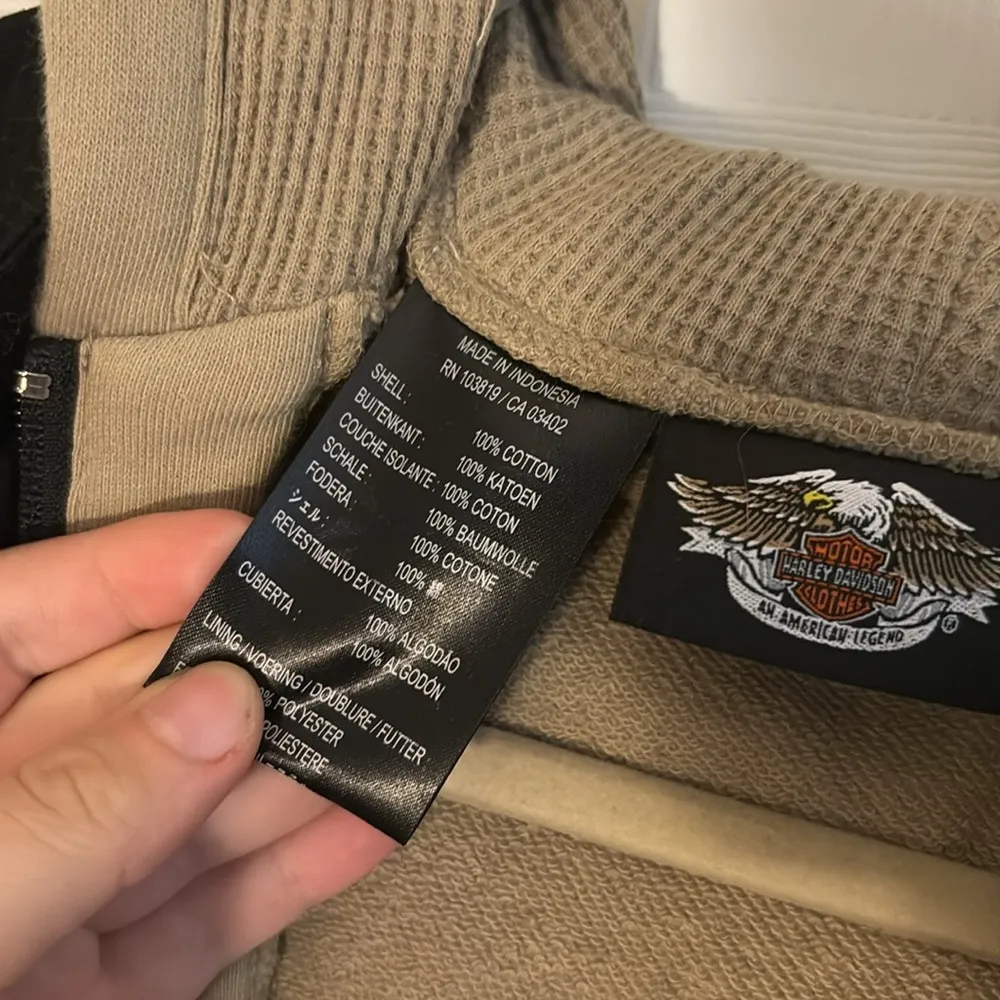 MADE IN INDONESIA
RN 103819 / CA 03402
SHELL : 100% COTTON
BUITENKANT : 100% KATOEN
COUCHE ISOLANTE : 100% COTON
SCHALE : 100% BAUMWOLLE
FODERA : 100% COTONE
シェル : 100% 綿
REVESTIMENTO EXTERNO
100% ALGODÃO
CUBIERTA : 100% ALGODÓN
LINING / VOERING / DOUBLURE / FUTTER
% POLYESTER
POLIESTERE
MOTOR
HARLEY-DAVIDSON
CLOTHES
AN AMERICAN LEGEND
®